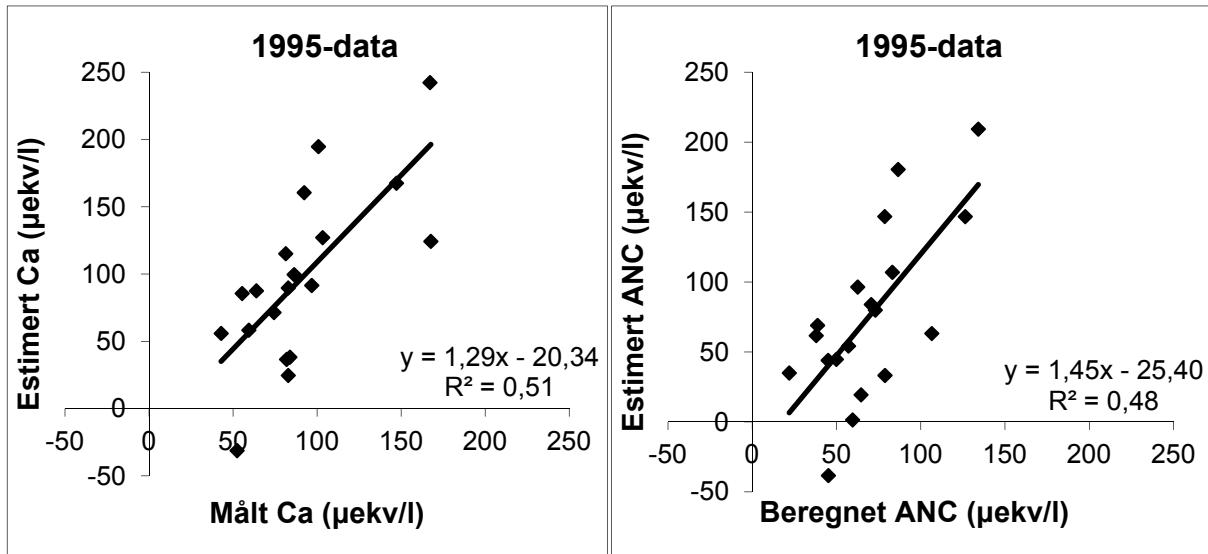 1995-data
250
200
150
100
50
0
-50
-50 0 50 100 150 200 250
Estimert Ca (µekv/l)
y = 1,29x - 20,34
R² = 0,51
Målt Ca (µekv/l)
1995-data
250
200
150
100
50
0
-50
-50 0 50 100 150 200 250
Estimert ANC (µekv/l)
y = 1,45x - 25,40
R² = 0,48
Beregnet ANC (µekv/l)